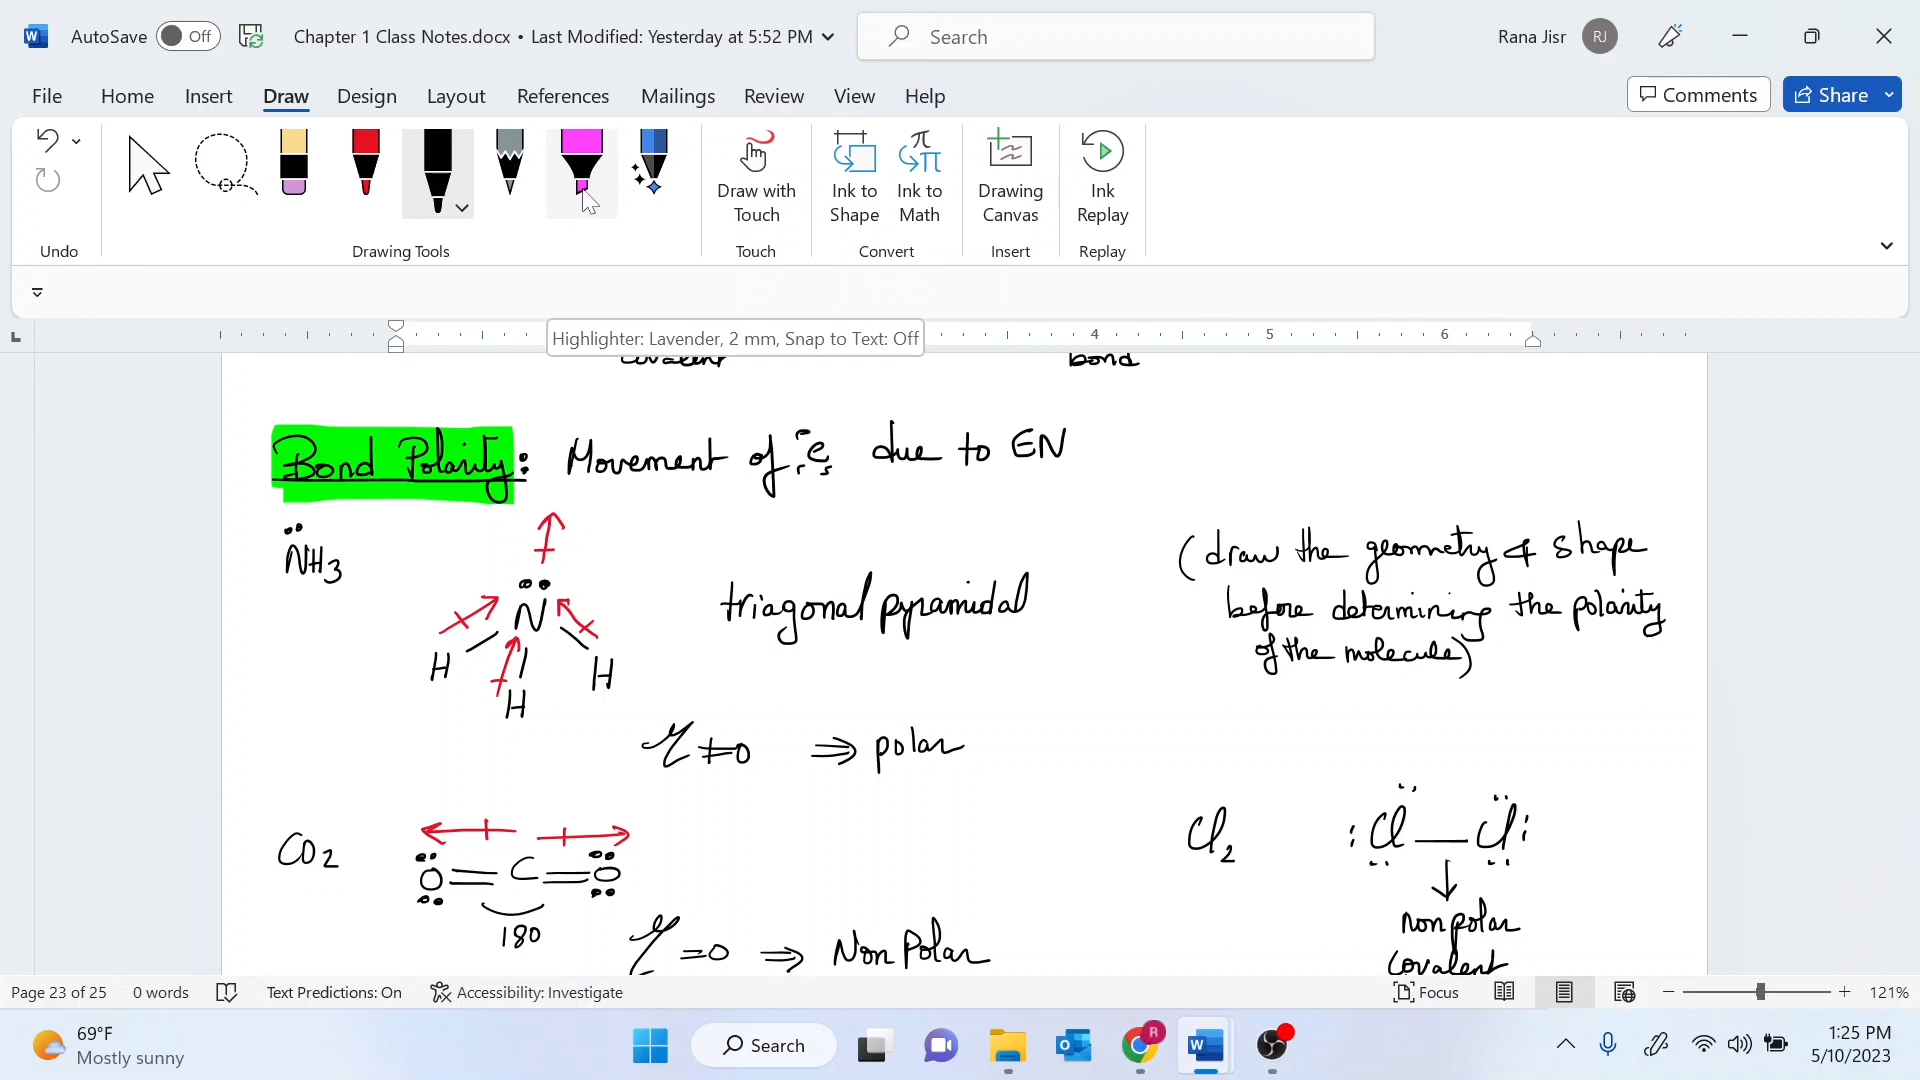 AutoSave Off Chapter 1 Class Notes.docx • Last Modified: Yesterday at 5:52 PM Search Rana Jisr RJ
File Home Insert Draw Design Layout References Mailings Review View Help Comments Share
Draw with Touch
Ink to Shape
Ink to Math
Drawing Canvas
Ink Replay
Undo Drawing Tools Touch Convert Insert Replay
Highlighter: Lavender, 2 mm, Snap to Text: Off
4 5 6
covalent bond
Bond Polarity: Movement of e⁻s due to EN
NH3
N
H H
H
triagonal pyramidal
(draw the geometry & shape
before determining the polarity
of the molecule)
≠0 ⇒ polar
CO2
O=C=O
180
=0 ⇒ Non Polar
Cl2
Cl — Cl
non polar
covalent
Page 23 of 25 0 words Text Predictions: On Accessibility: Investigate Focus 121%
69°F
Mostly sunny
Search
R
1:25 PM
5/10/2023